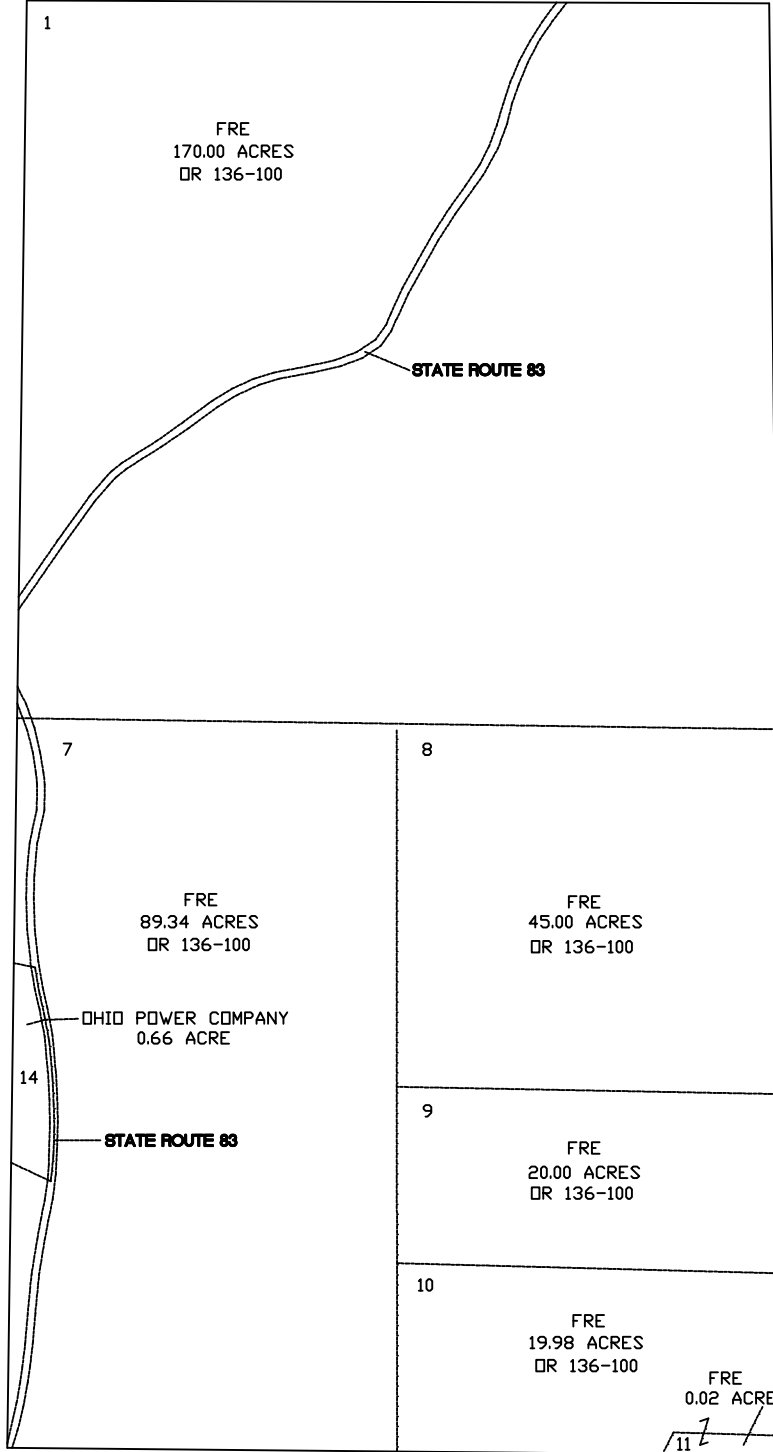 1
FRE
170.00 ACRES
OR 136-100
STATE ROUTE 83
7
8
FRE
89.34 ACRES
OR 136-100
FRE
45.00 ACRES
OR 136-100
OHIO POWER COMPANY
0.66 ACRE
14
9
STATE ROUTE 83
FRE
20.00 ACRES
OR 136-100
10
FRE
19.98 ACRES
OR 136-100
FRE
0.02 ACRE
11